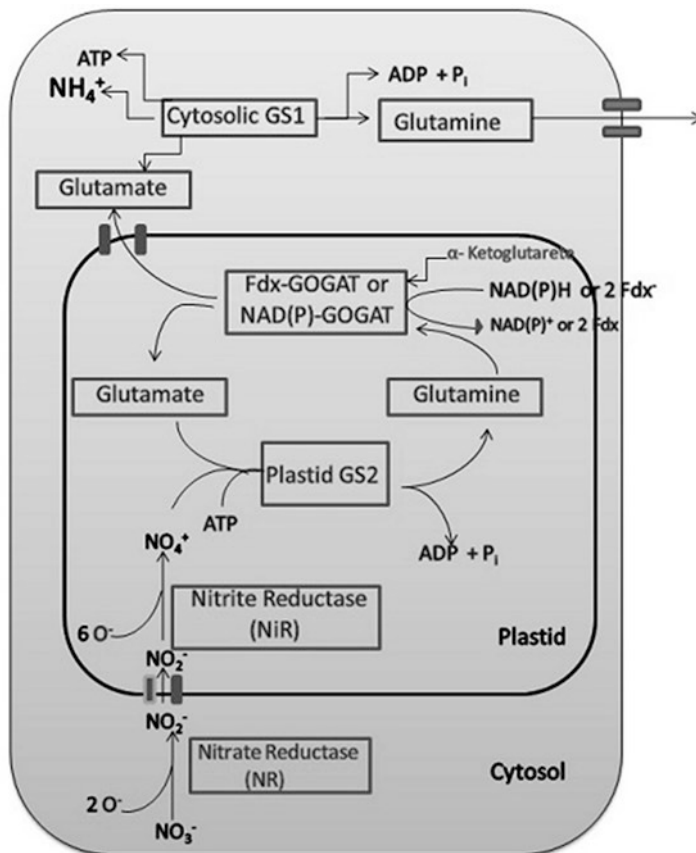 ATP
ADP + Pᵢ
NH₄⁺
Cytosolic GS1
Glutamine
Glutamate
α- Ketoglutarete
Fdx-GOGAT or
NAD(P)-GOGAT
NAD(P)H or 2 Fdx⁻
NAD(P)⁺ or 2 Fdx
Glutamate
Glutamine
Plastid GS2
ATP
NO₄⁺
ADP + Pᵢ
Nitrite Reductase
(NiR)
6 O⁻
Plastid
NO₂⁻
NO₂⁻
Nitrate Reductase
(NR)
Cytosol
2 O⁻
NO₃⁻